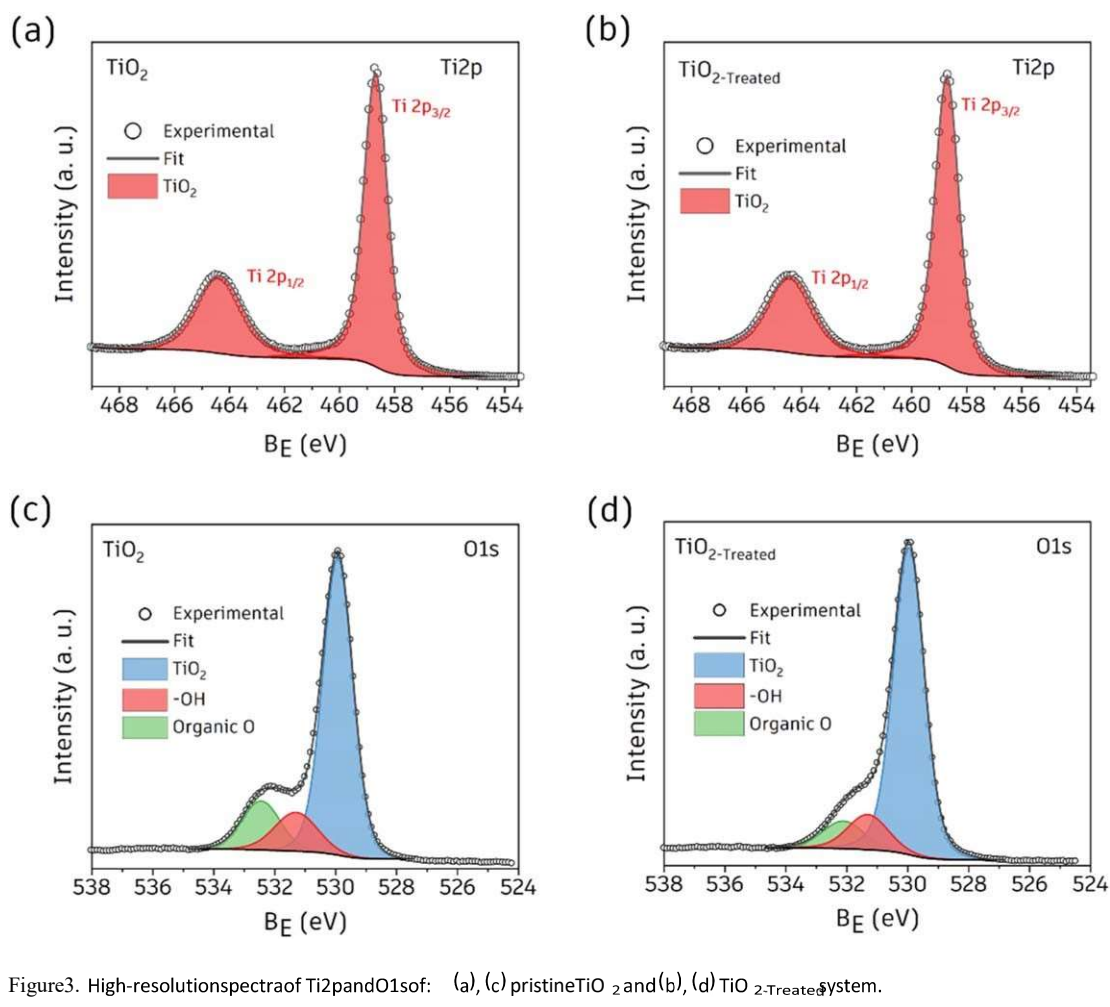 (a)
TiO2
Ti2p
Ti 2p3/2
Experimental
Fit
TiO2
Ti 2p1/2
Intensity (a. u.)
468 466 464 462 460 458 456 454
BE (eV)
(b)
TiO2-Treated
Ti2p
Ti 2p3/2
Experimental
Fit
TiO2
Ti 2p1/2
Intensity (a. u.)
468 466 464 462 460 458 456 454
BE (eV)
(c)
TiO2
O1s
Experimental
Fit
TiO2
-OH
Organic O
Intensity (a. u.)
538 536 534 532 530 528 526 524
BE (eV)
(d)
TiO2-Treated
O1s
Experimental
Fit
TiO2
-OH
Organic O
Intensity (a. u.)
538 536 534 532 530 528 526 524
BE (eV)
Figure3. High-resolutionspectraof Ti2pandO1sof: (a), (c) pristineTiO 2 and (b), (d) TiO 2-Treated system.